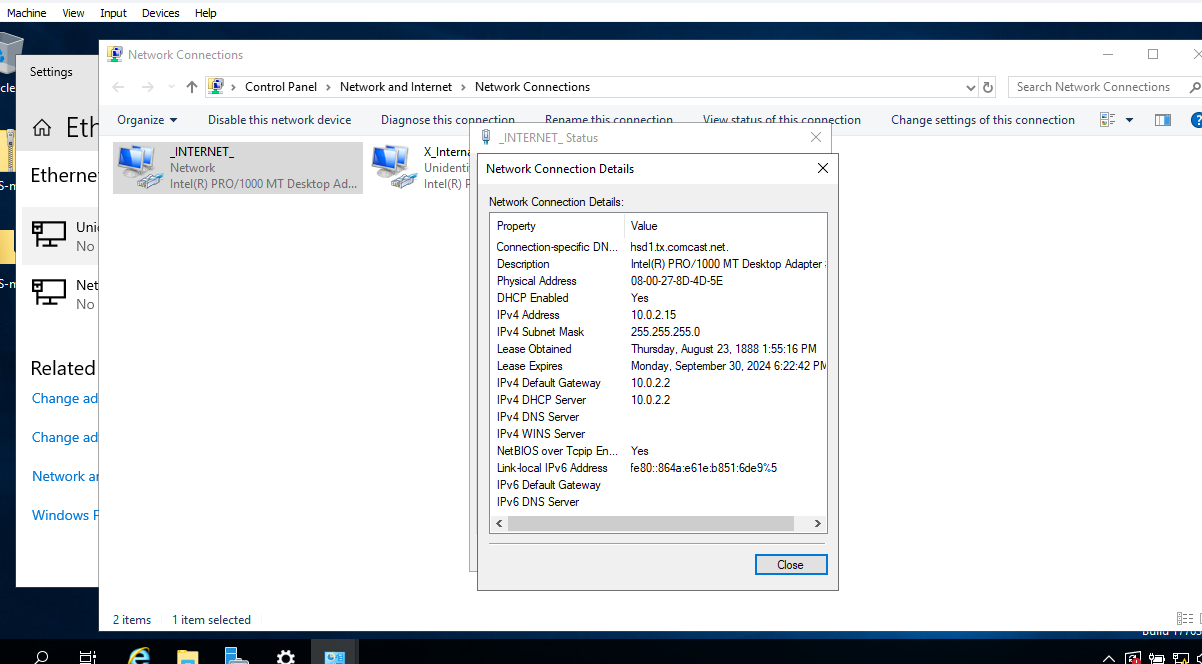 Machine View Input Devices Help
Network Connections
Settings
Control Panel > Network and Internet > Network Connections
Search Network Connections
Organize Disable this network device Diagnose this connection Rename this connection View status of this connection Change settings of this connection
_INTERNET_
Network
Intel(R) PRO/1000 MT Desktop Ad...
X_Interna
Unidenti
Intel(R) P
_INTERNET_ Status
Network Connection Details
Network Connection Details:
Property Value
Connection-specific DN... hsd1.tx.comcast.net.
Description Intel(R) PRO/1000 MT Desktop Adapter
Physical Address 08-00-27-8D-4D-5E
DHCP Enabled Yes
IPv4 Address 10.0.2.15
IPv4 Subnet Mask 255.255.255.0
Lease Obtained Thursday, August 23, 1888 1:55:16 PM
Lease Expires Monday, September 30, 2024 6:22:42 PM
IPv4 Default Gateway 10.0.2.2
IPv4 DHCP Server 10.0.2.2
IPv4 DNS Server
IPv4 WINS Server
NetBIOS over Tcpip En... Yes
Link-local IPv6 Address fe80::864a:e61e:b851:6de9%5
IPv6 Default Gateway
IPv6 DNS Server
Close
Eth
Etherne
Unid
No
Net
No
Related
Change ad
Change ad
Network an
Windows F
2 items 1 item selected